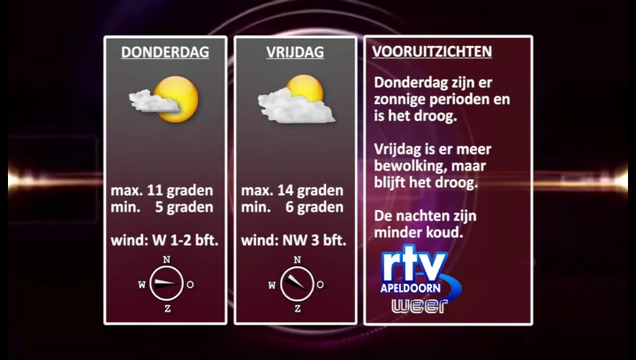 DONDERDAG
max. 11 graden
min. 5 graden
wind: W 1-2 bft.
N
W O
Z
VRIJDAG
max. 14 graden
min. 6 graden
wind: NW 3 bft.
N
W O
Z
VOORUITZICHTEN
Donderdag zijn er
zonnige perioden en
is het droog.
Vrijdag is er meer
bewolking, maar
blijft het droog.
De nachten zijn
minder koud.
rtv
APELDOORN
weer